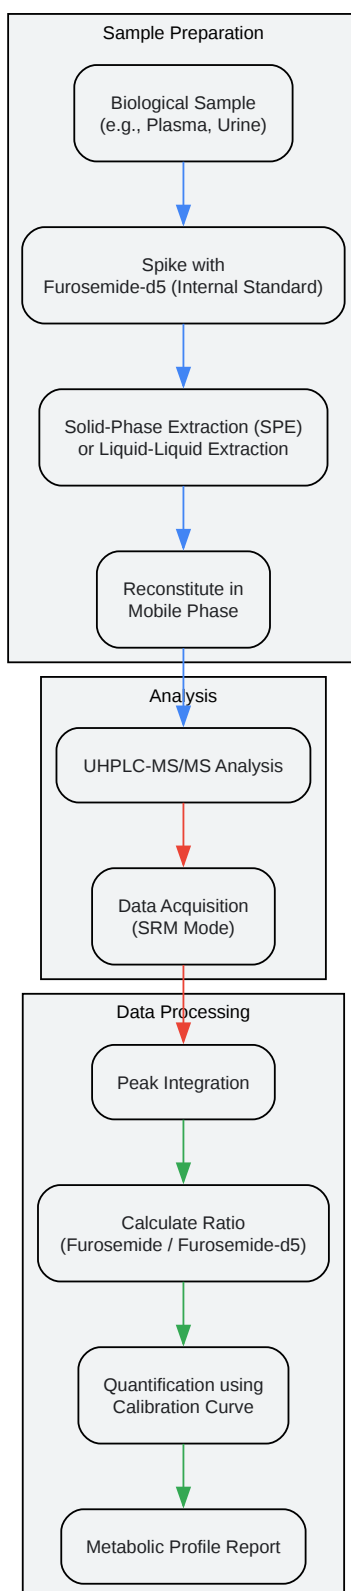 Sample Preparation
Biological Sample
(e.g., Plasma, Urine)
Spike with
Furosemide-d5 (Internal Standard)
Solid-Phase Extraction (SPE)
or Liquid-Liquid Extraction
Reconstitute in
Mobile Phase
Analysis
UHPLC-MS/MS Analysis
Data Acquisition
(SRM Mode)
Data Processing
Peak Integration
Calculate Ratio
(Furosemide / Furosemide-d5)
Quantification using
Calibration Curve
Metabolic Profile Report